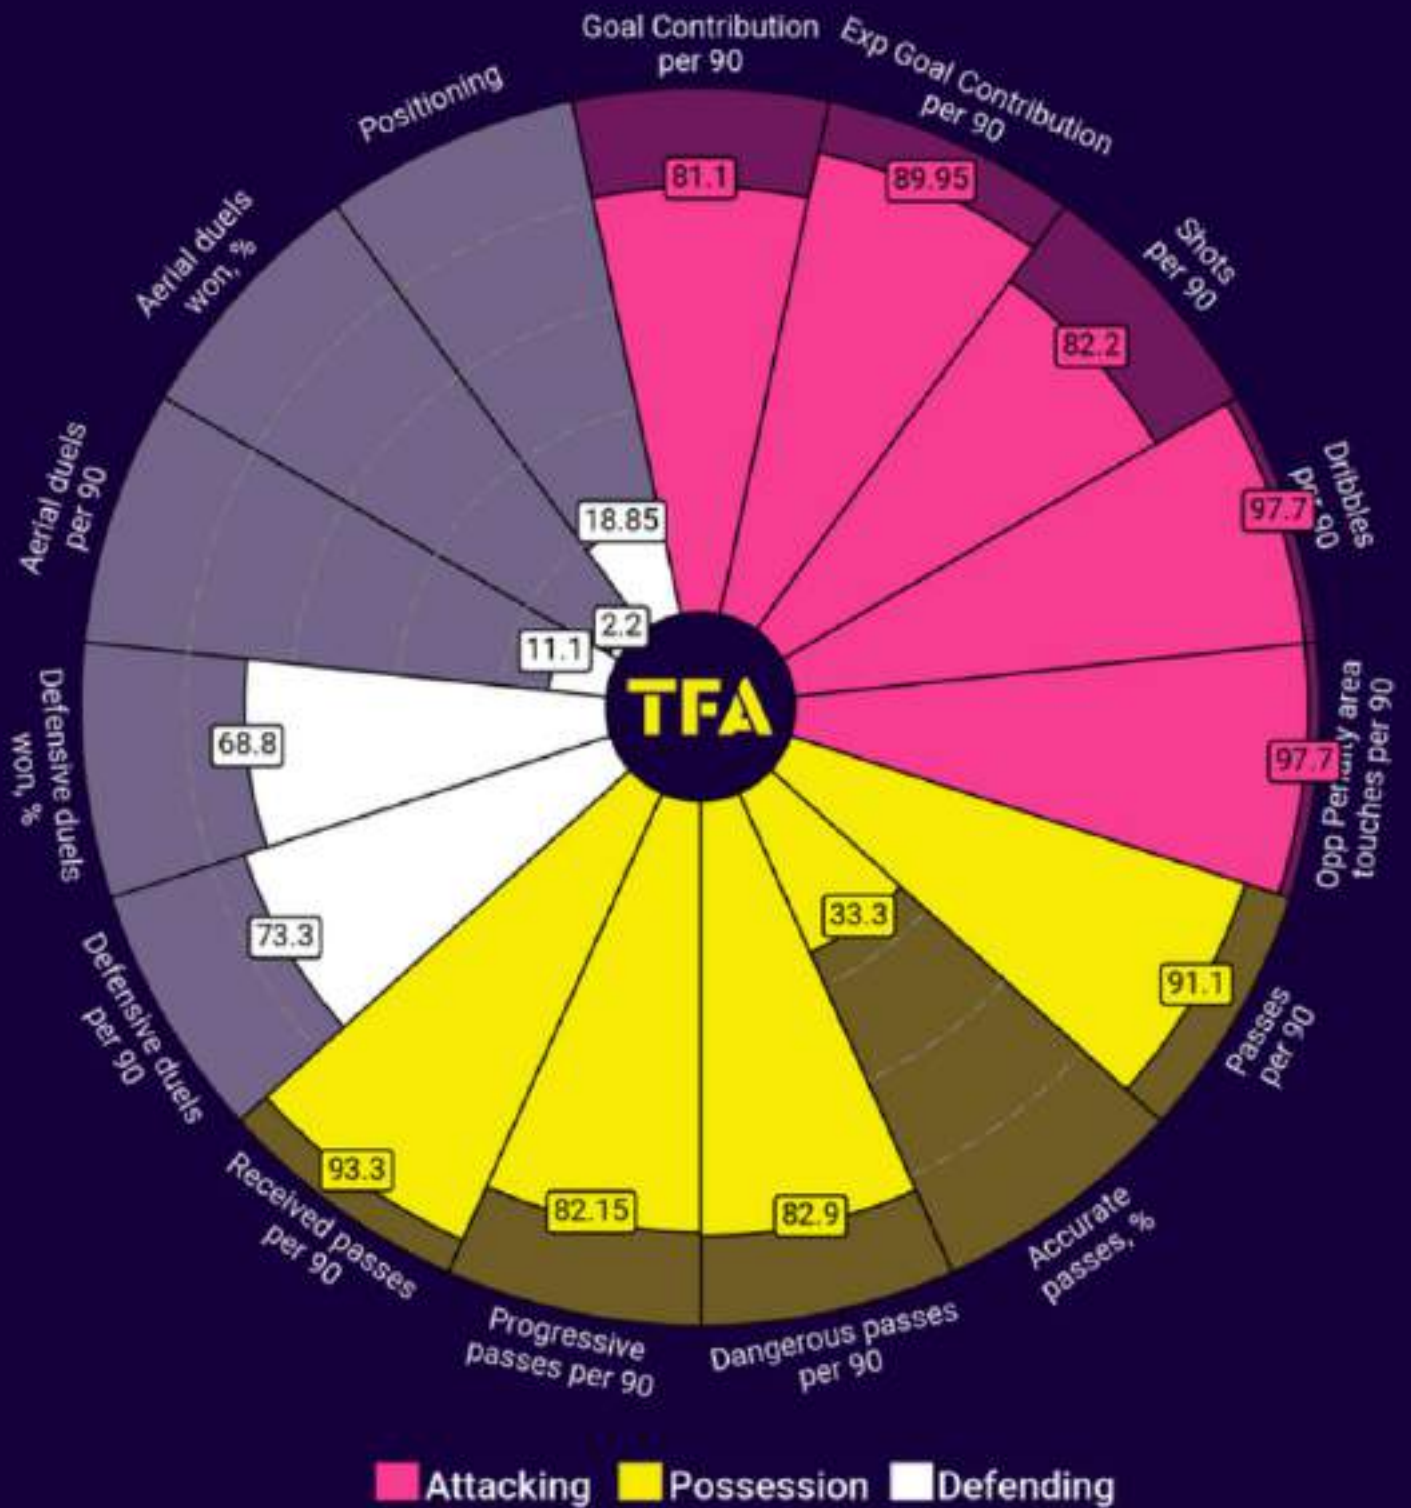 Goal Contribution
per 90
Exp Goal Contribution
per 90
Shots
per 90
Dribbles
per 90
Opp Penalty area
touches per 90
Passes
per 90
Accurate
passes, %
Dangerous passes
per 90
Progressive
passes per 90
Received passes
per 90
Defensive duels
per 90
Defensive duels
won, %
Aerial duels
per 90
Aerial duels
won, %
Positioning
81.1
89.95
82.2
97.7
97.7
91.1
33.3
82.9
82.15
93.3
73.3
68.8
11.1
2.2
18.85
TFA
Attacking Possession Defending